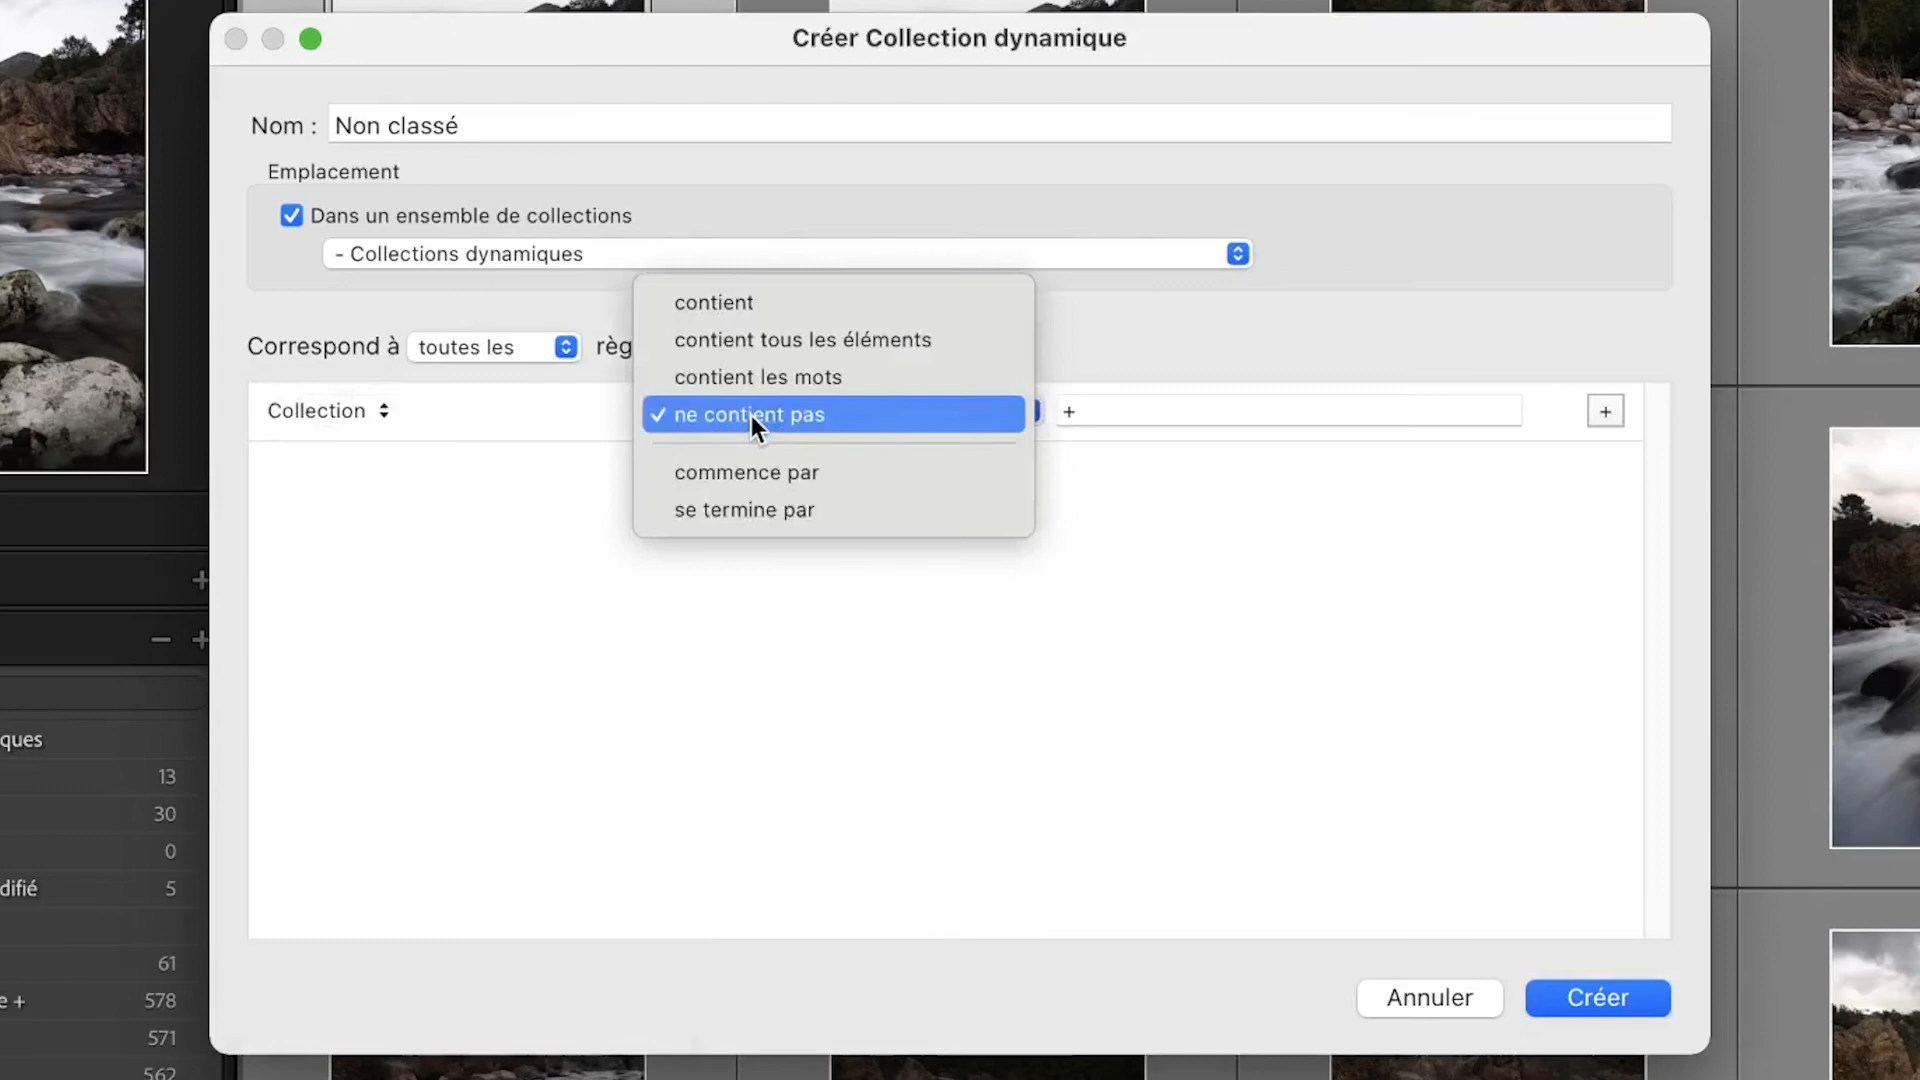 Créer Collection dynamique
Nom : Non classé
Emplacement
Dans un ensemble de collections
- Collections dynamiques
contient
contient tous les éléments
Correspond à toutes les règ
contient les mots
Collection ne contient pas + +
commence par
se termine par
ques
13
30
0
difié 5
61
e + 578
571
562
Annuler Créer